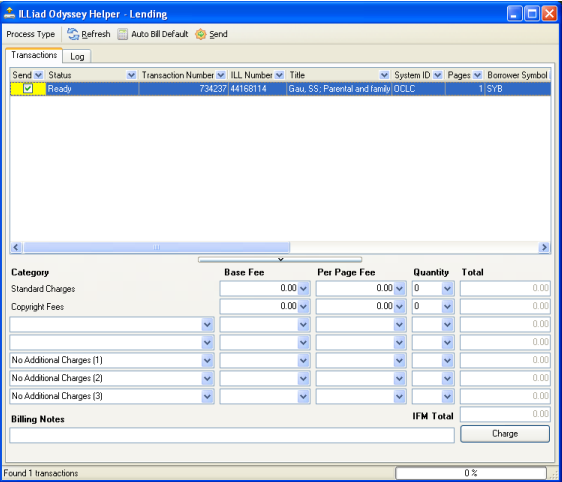 ILLiad Odyssey Helper - Lending
Process Type Refresh Auto Bill Default Send
Transactions Log
Send Status Transaction Number ILL Number Title System ID Pages Borrower Symbol
Ready 734237 44168114 Gau, SS; Parental and family OCLC 1 SYB
Category Base Fee Per Page Fee Quantity Total
Standard Charges 0.00 0.00 0 0.00
Copyright Fees 0.00 0.00 0 0.00
0.00
0.00
No Additional Charges (1) 0.00
No Additional Charges (2) 0.00
No Additional Charges (3) 0.00
Billing Notes IFM Total 0.00
Charge
Found 1 transactions 0 %